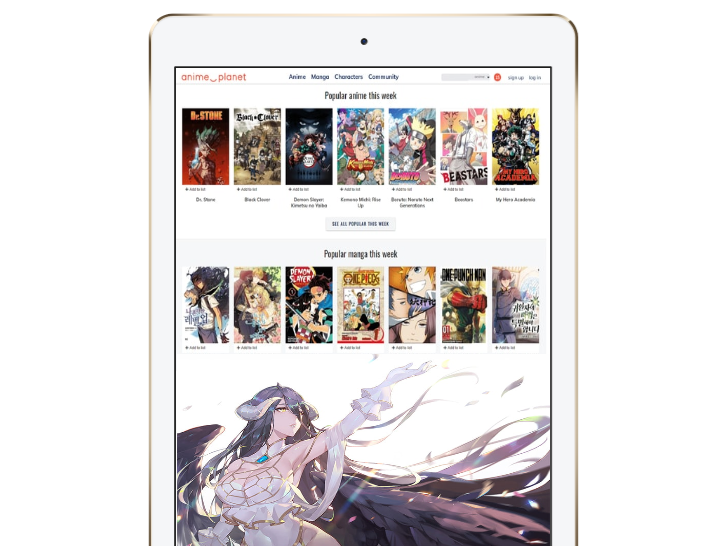 anime planet
Anime Manga Characters Community
sign up log in
Popular anime this week
Dr.STONE
Black Clover
BORUTO
BEASTARS
MY HERO ACADEMIA
+ Add to list
+ Add to list
+ Add to list
+ Add to list
+ Add to list
+ Add to list
+ Add to list
Dr. Stone
Black Clover
Demon Slayer:
Kimetsu no Yaiba
Kemono Michi: Rise
Up
Boruto: Naruto Next
Generations
Beastars
My Hero Academia
SEE ALL POPULAR THIS WEEK
Popular manga this week
레벨업
DEMON
SLAYER
ONE PIECE
ONE-PUNCH MAN
+ Add to list
+ Add to list
+ Add to list
+ Add to list
+ Add to list
+ Add to list
+ Add to list